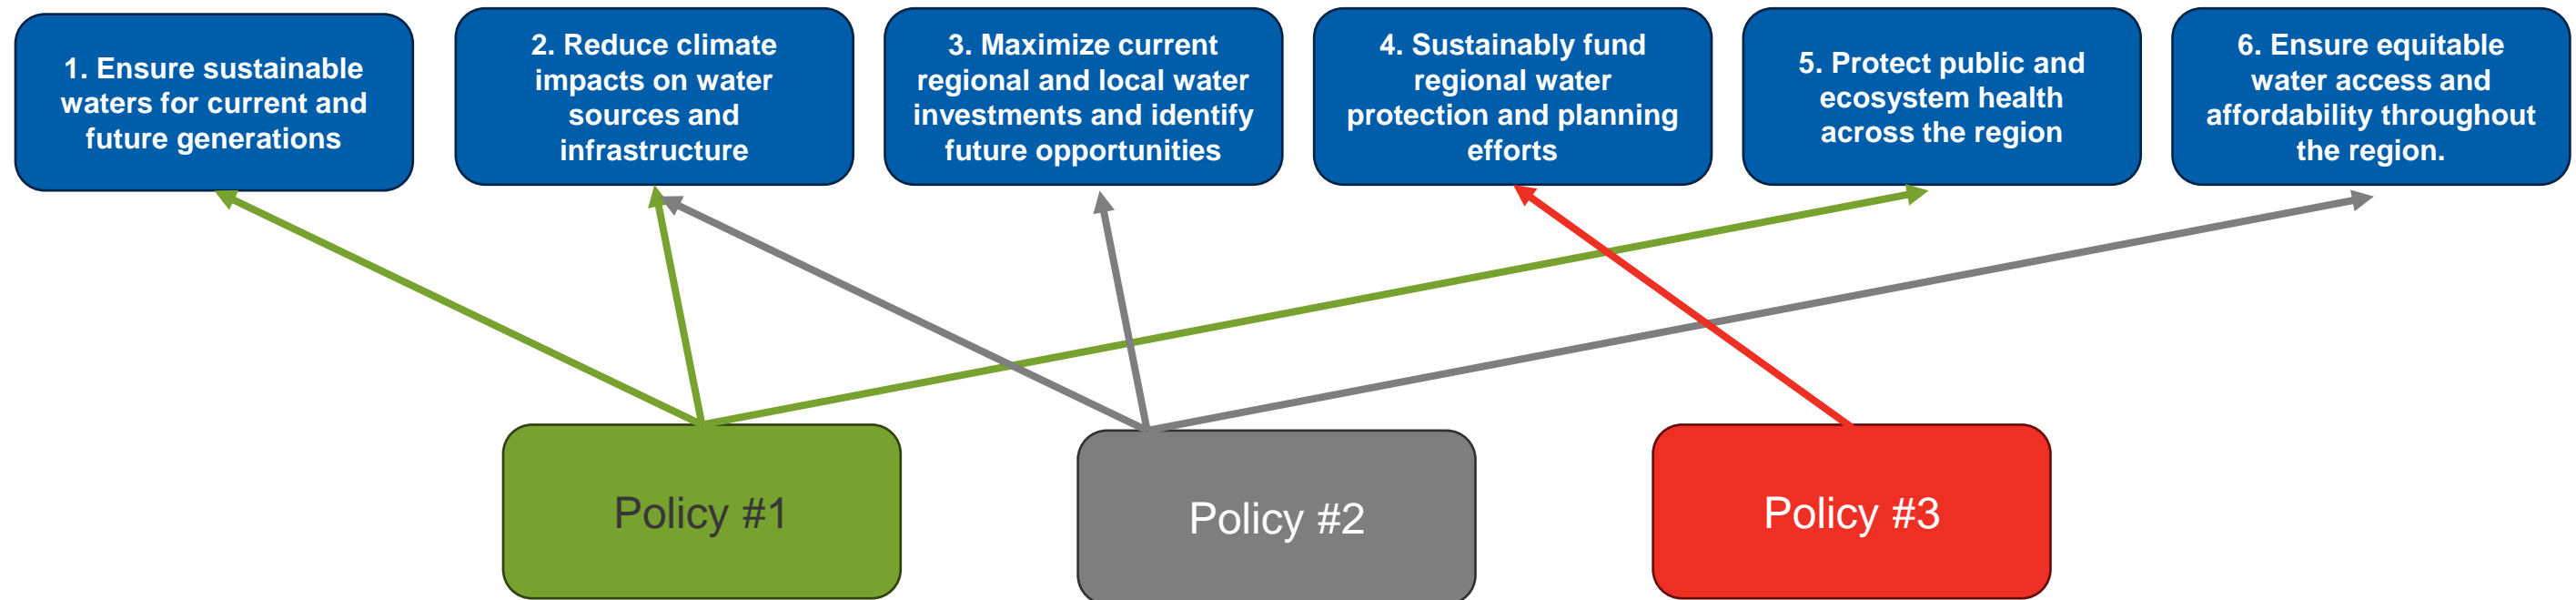 1. Ensure sustainable
waters for current and
future generations
2. Reduce climate
impacts on water
sources and
infrastructure
3. Maximize current
regional and local water
investments and identify
future opportunities
4. Sustainably fund
regional water
protection and planning
efforts
5. Protect public and
ecosystem health
across the region
6. Ensure equitable
water access and
affordability throughout
the region.
Policy #1
Policy #2
Policy #3